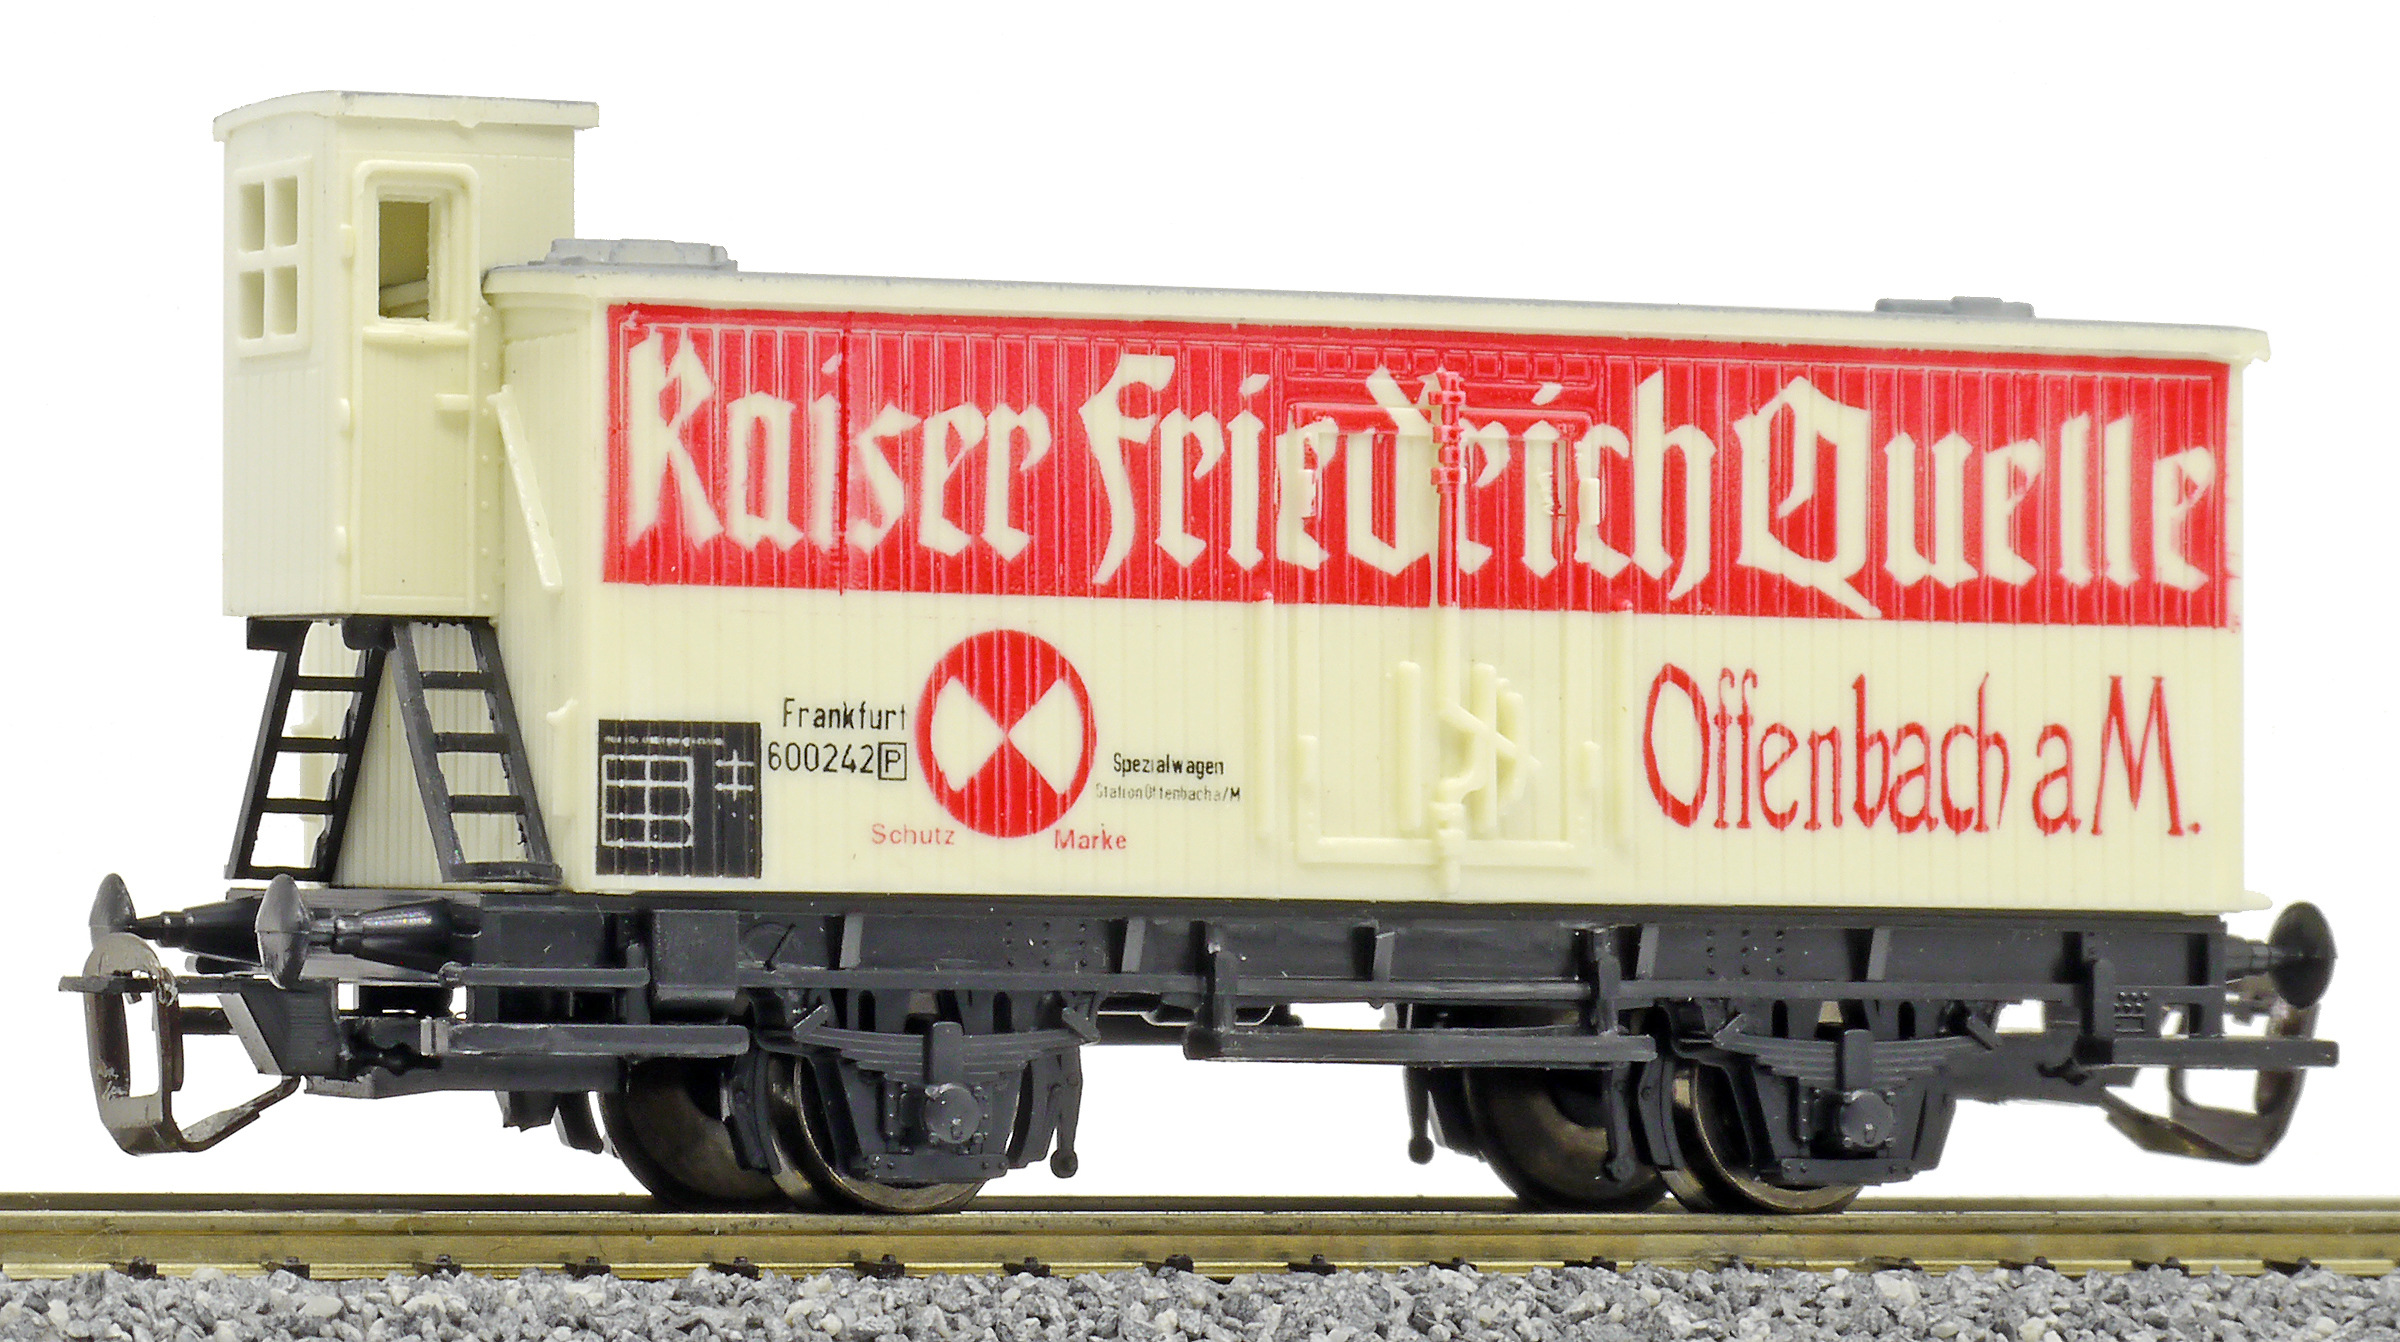 Kaiser Friedrich Quelle
Offenbach a M.
Frankfurt
600242 P
Spezialwagen
Station Offenbach a/M
Schutz Marke